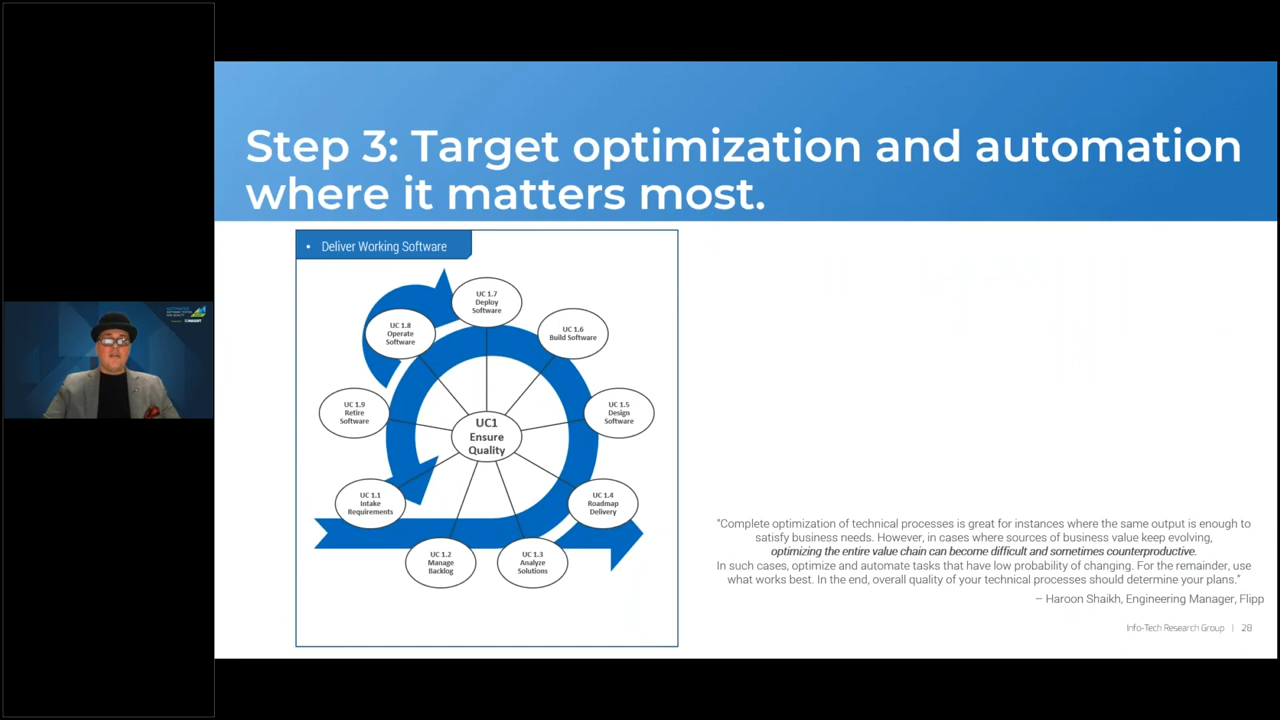 Step 3: Target optimization and automation
where it matters most.
• Deliver Working Software
UC 1.7
Deploy
Software
UC 1.8
Operate
Software
UC 1.6
Build Software
UC 1.9
Retire
Software
UC 1.5
Design
Software
UC1
Ensure
Quality
UC 1.1
Intake
Requirements
UC 1.4
Roadmap
Delivery
UC 1.2
Manage
Backlog
UC 1.3
Analyze
Solutions
“Complete optimization of technical processes is great for instances where the same output is enough to
satisfy business needs. However, in cases where sources of business value keep evolving,
optimizing the entire value chain can become difficult and sometimes counterproductive.
In such cases, optimize and automate tasks that have low probability of changing. For the remainder, use
what works best. In the end, overall quality of your technical processes should determine your plans.”
– Haroon Shaikh, Engineering Manager, Flipp
Info-Tech Research Group | 28